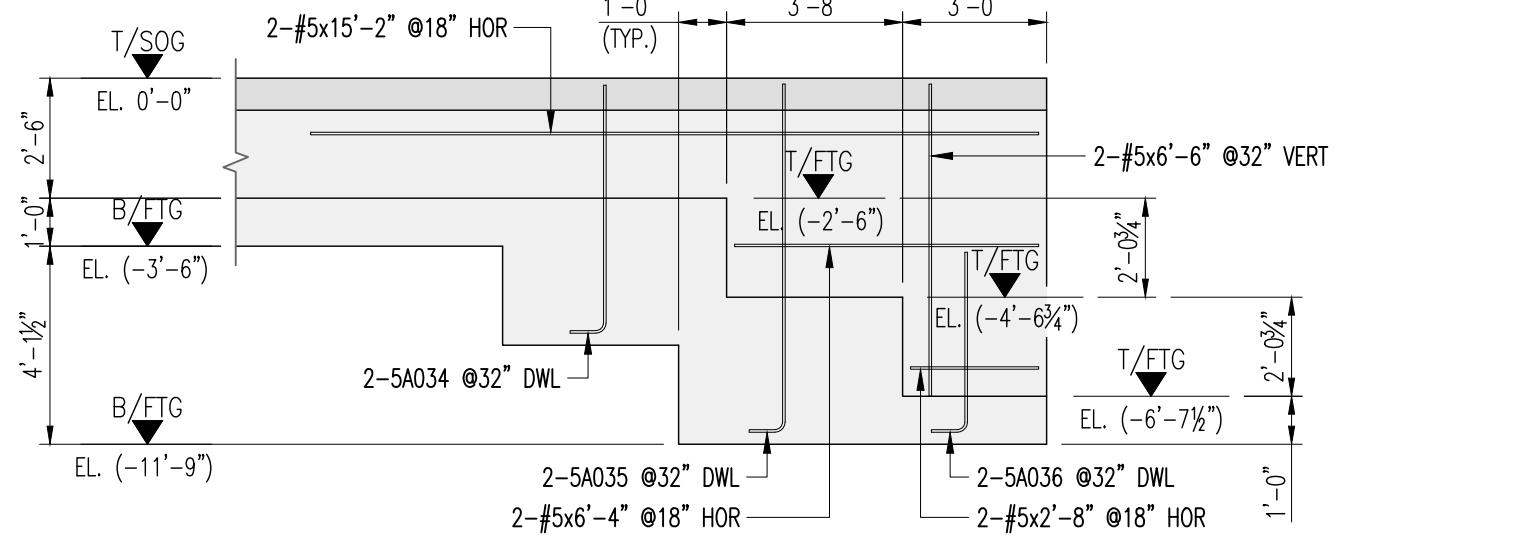 1'-0
3'-8
3'-0
(TYP.)
2-#5x15'-2" @18" HOR
T/SOG
EL. 0'-0"
2'-6"
2-#5x6'-6" @32" VERT
T/FTG
EL. (-2'-6")
1'-0"
B/FTG
EL. (-3'-6")
2'-0¾"
T/FTG
EL. (-4'-6¾")
4'-1½"
2'-0¾"
T/FTG
EL. (-6'-7½")
2-5A034 @32" DWL
B/FTG
EL. (-11'-9")
2-5A035 @32" DWL
2-5A036 @32" DWL
1'-0"
2-#5x6'-4" @18" HOR
2-#5x2'-8" @18" HOR